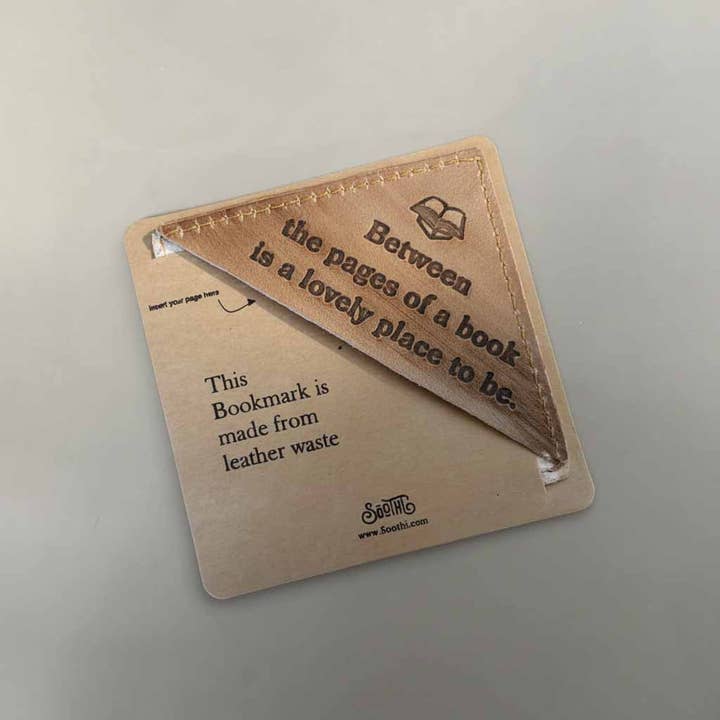 Between
the pages of a book
is a lovely place to be.
insert your page here
This
Bookmark is
made from
leather waste
SOOTHI
www.Soothi.com